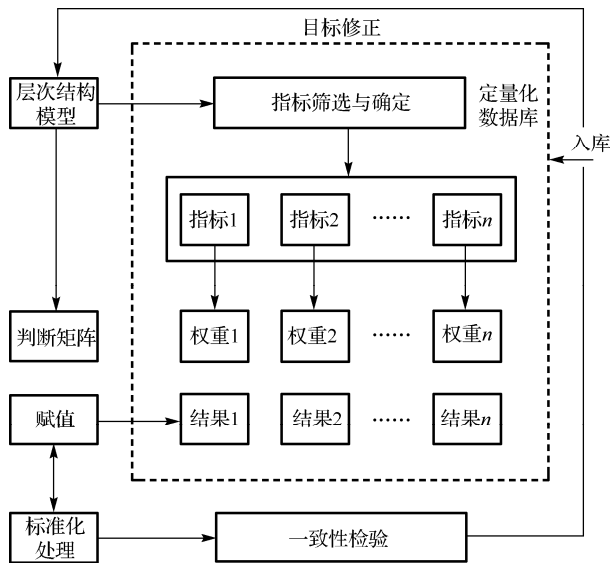 目标修正
层次结构
模型
指标筛选与确定
定量化
数据库
入库
指标1
指标2
······
指标n
判断矩阵
权重1
权重2
······
权重n
赋值
结果1
结果2
······
结果n
标准化
处理
一致性检验